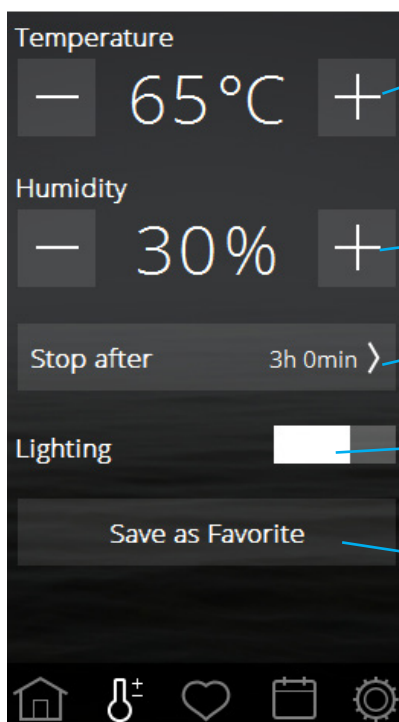 Temperature
65°C
Humidity
30%
Stop after 3h 0min
Lighting
Save as Favorite